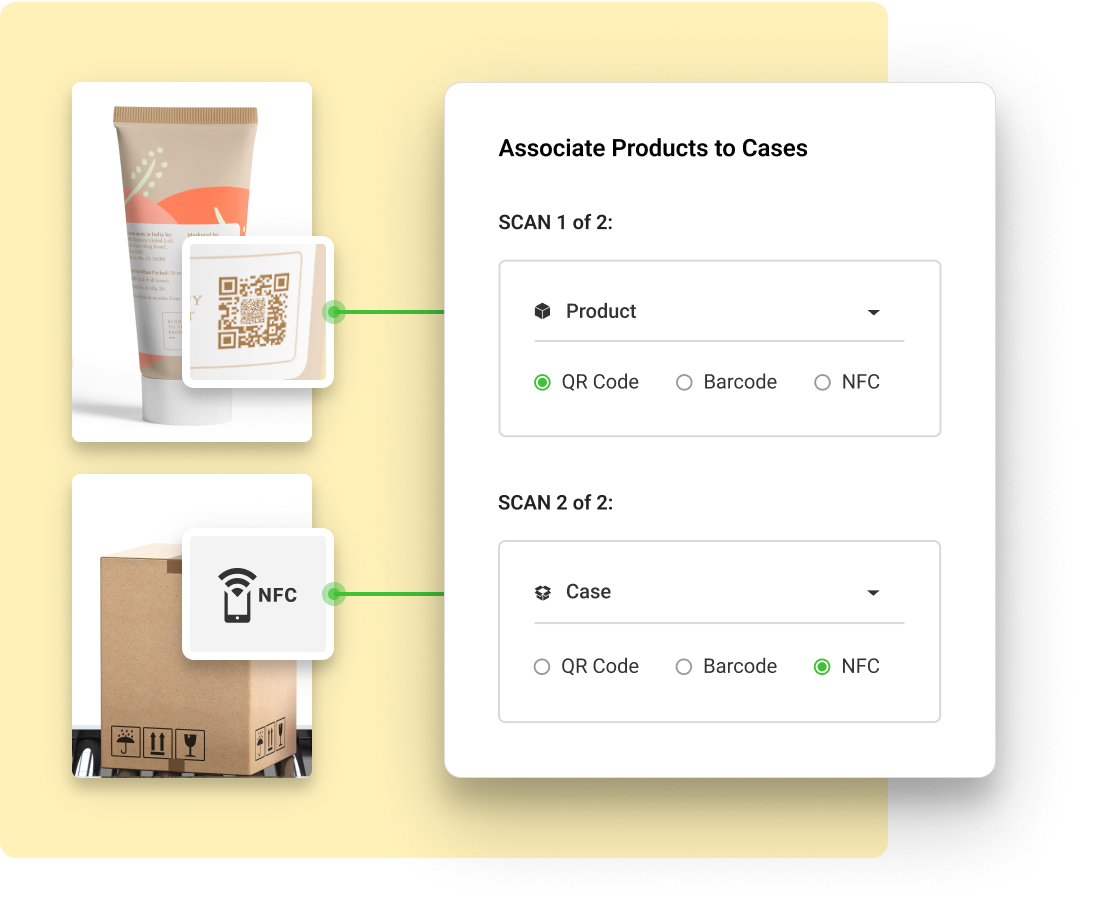 Associate Products to Cases
SCAN 1 of 2:
Product
QR Code
Barcode
NFC
NFC
SCAN 2 of 2:
Case
QR Code
Barcode
NFC